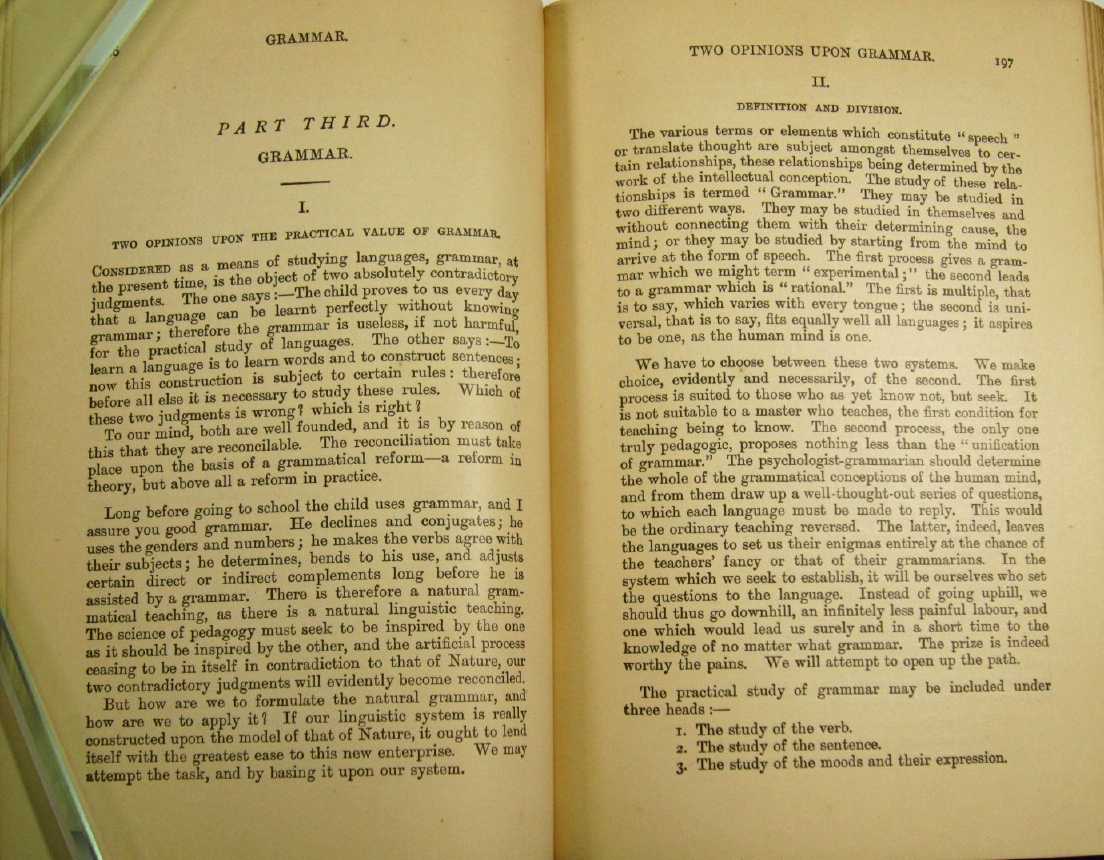 GRAMMAR.
PART THIRD.
GRAMMAR.
I.
TWO OPINIONS UPON THE PRACTICAL VALUE OF GRAMMAR.
CONSIDERED as a means of studying languages, grammar, at
the present time, is the object of two absolutely contradictory
judgments. The one says:—The child proves to us every day
that a language can be learnt perfectly without knowing
grammar; therefore the grammar is useless, if not harmful,
for the practical study of languages. The other says:—To
learn a language is to learn words and to construct sentences;
now this construction is subject to certain rules: therefore
before all else it is necessary to study these rules. Which of
these two judgments is wrong? which is right?
To our mind, both are well founded, and it is by reason of
this that they are reconcilable. The reconciliation must take
place upon the basis of a grammatical reform—a reform in
theory, but above all a reform in practice.
Long before going to school the child uses grammar, and I
assure you good grammar. He declines and conjugates; he
uses the genders and numbers; he makes the verbs agree with
their subjects; he determines, bends to his use, and adjusts
certain direct or indirect complements long before he is
assisted by a grammar. There is therefore a natural gram-
matical teaching, as there is a natural linguistic teaching.
The science of pedagogy must seek to be inspired by the one
as it should be inspired by the other, and the artificial process
ceasing to be in itself in contradiction to that of Nature, our
two contradictory judgments will evidently become reconciled.
But how are we to formulate the natural grammar, and
how are we to apply it? If our linguistic system is really
constructed upon the model of that of Nature, it ought to lend
itself with the greatest ease to this new enterprise. We may
attempt the task, and by basing it upon our system.
TWO OPINIONS UPON GRAMMAR. 197
II.
DEFINITION AND DIVISION.
The various terms or elements which constitute "speech"
or translate thought are subject amongst themselves to cer-
tain relationships, these relationships being determined by the
work of the intellectual conception. The study of these rela-
tionships is termed "Grammar." They may be studied in
two different ways. They may be studied in themselves and
without connecting them with their determining cause, the
mind; or they may be studied by starting from the mind to
arrive at the form of speech. The first process gives a gram-
mar which we might term "experimental;" the second leads
to a grammar which is "rational." The first is multiple, that
is to say, which varies with every tongue; the second is uni-
versal, that is to say, fits equally well all languages; it aspires
to be one, as the human mind is one.
We have to choose between these two systems. We make
choice, evidently and necessarily, of the second. The first
process is suited to those who as yet know not, but seek. It
is not suitable to a master who teaches, the first condition for
teaching being to know. The second process, the only one
truly pedagogic, proposes nothing less than the "unification
of grammar." The psychologist-grammarian should determine
the whole of the grammatical conceptions of the human mind,
and from them draw up a well-thought-out series of questions,
to which each language must be made to reply. This would
be the ordinary teaching reversed. The latter, indeed, leaves
the languages to set us their enigmas entirely at the chance of
the teachers' fancy or that of their grammarians. In the
system which we seek to establish, it will be ourselves who set
the questions to the language. Instead of going uphill, we
should thus go downhill, an infinitely less painful labour, and
one which would lead us surely and in a short time to the
knowledge of no matter what grammar. The prize is indeed
worthy the pains. We will attempt to open up the path.
The practical study of grammar may be included under
three heads:—
1. The study of the verb.
2. The study of the sentence.
3. The study of the moods and their expression.